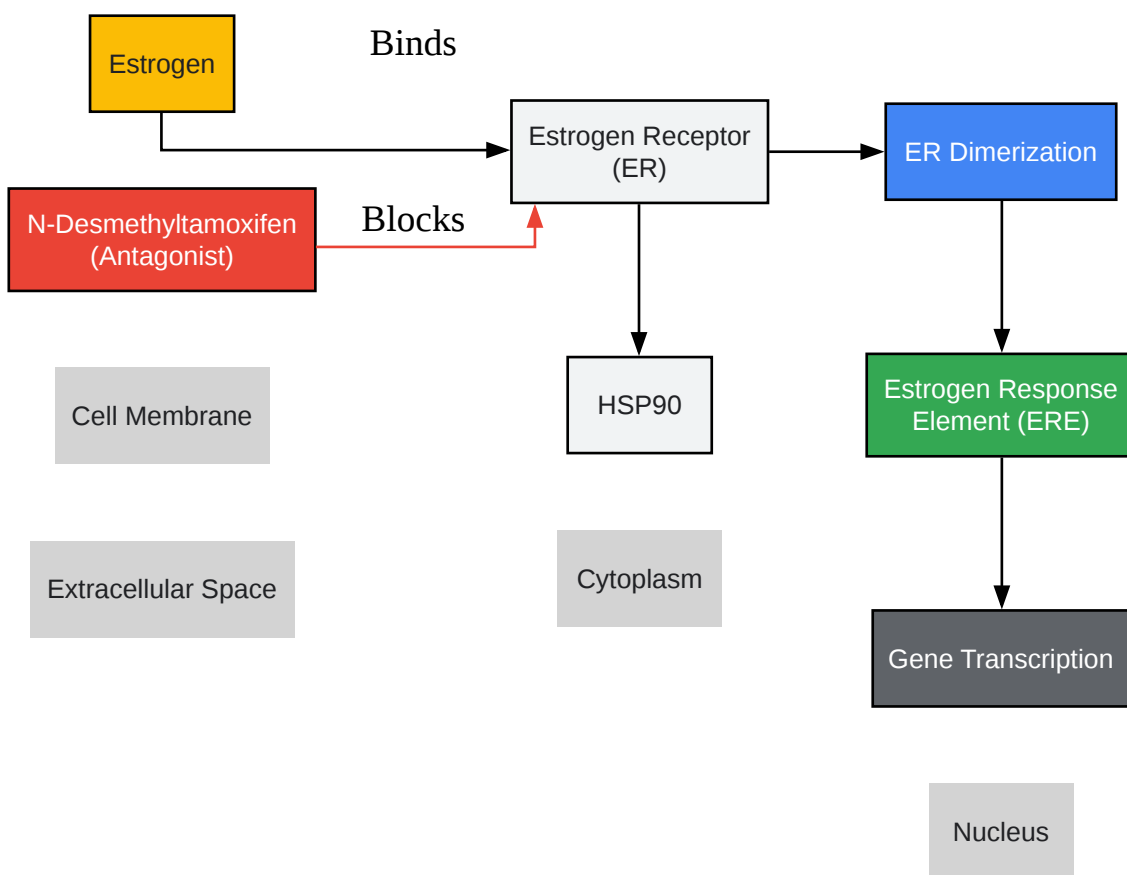 Estrogen
Binds
Estrogen Receptor
(ER)
ER Dimerization
N-Desmethyltamoxifen
(Antagonist)
Blocks
HSP90
Estrogen Response
Element (ERE)
Cell Membrane
Extracellular Space
Cytoplasm
Gene Transcription
Nucleus